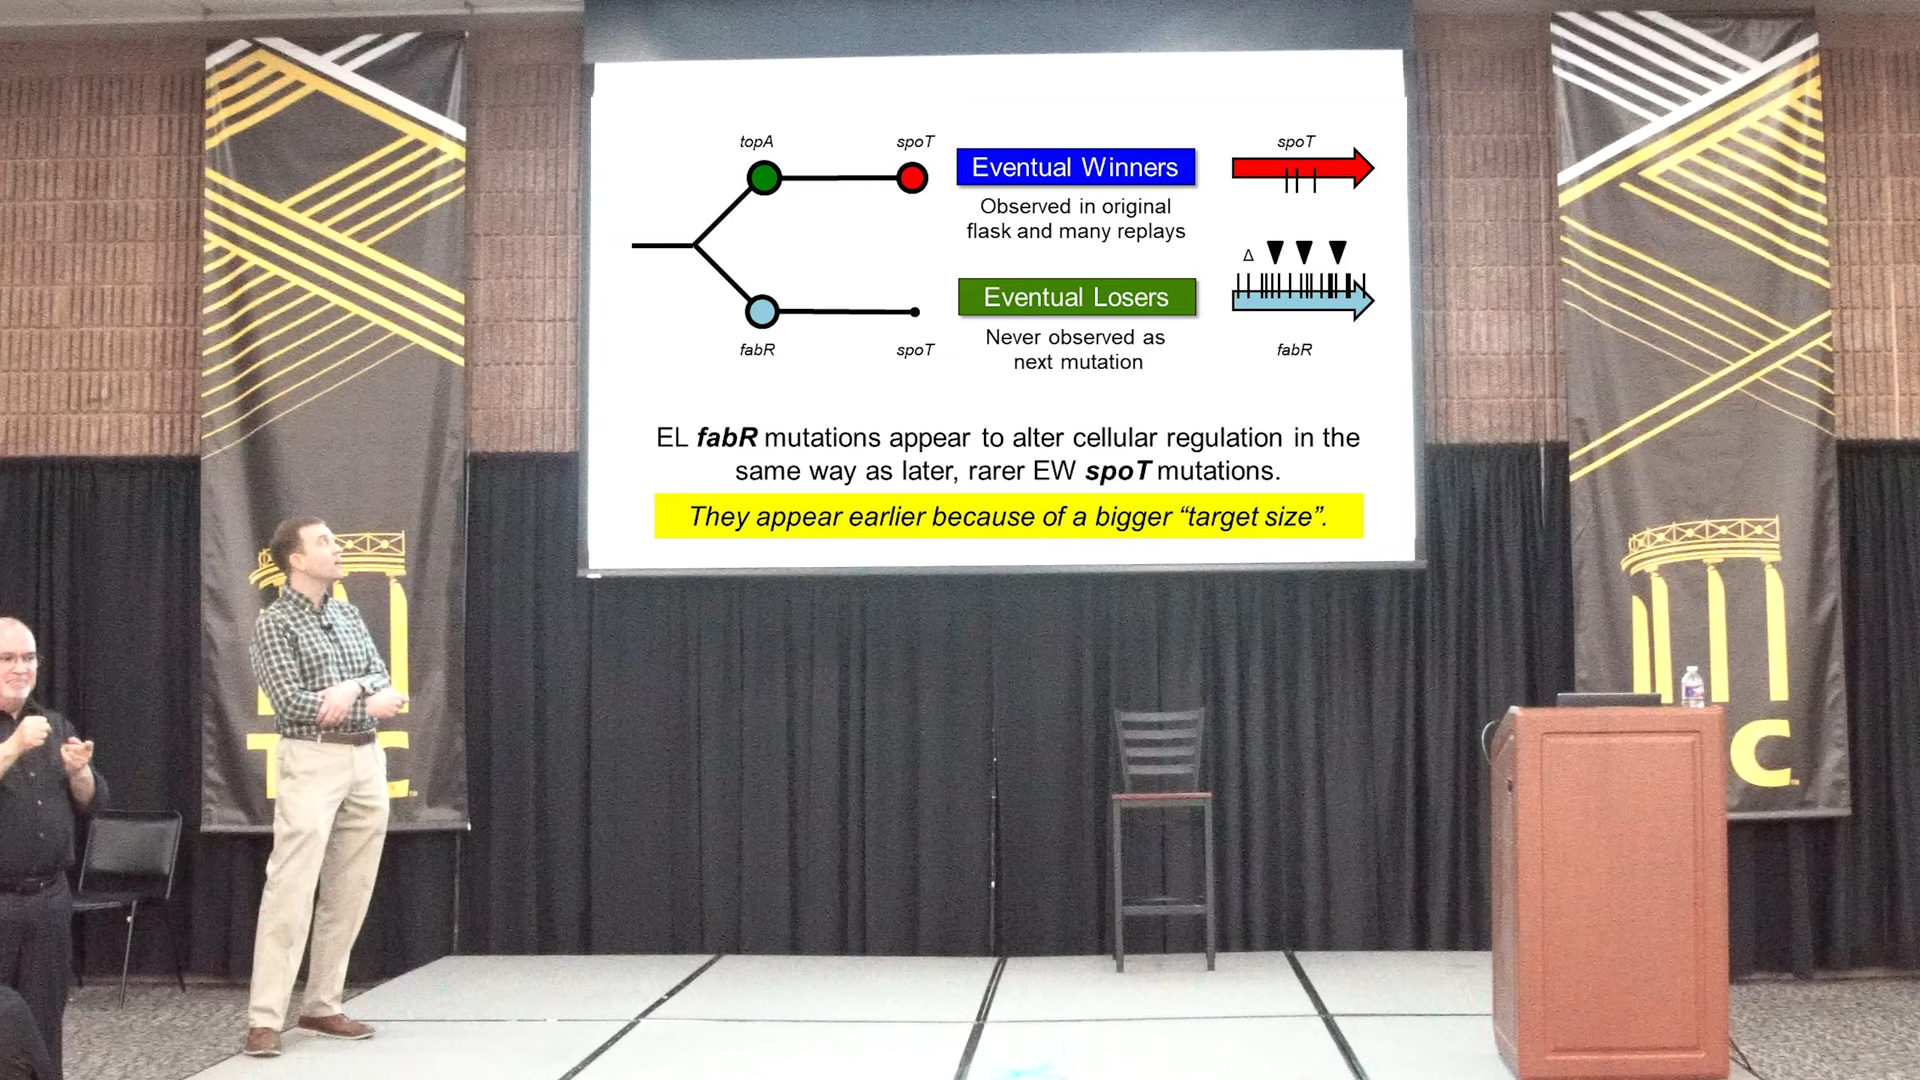 topA
spoT
Eventual Winners
spoT
Observed in original
flask and many replays
Δ
Eventual Losers
fabR
spoT
Never observed as
next mutation
fabR
EL fabR mutations appear to alter cellular regulation in the
same way as later, rarer EW spoT mutations.
They appear earlier because of a bigger “target size”.
T C
C